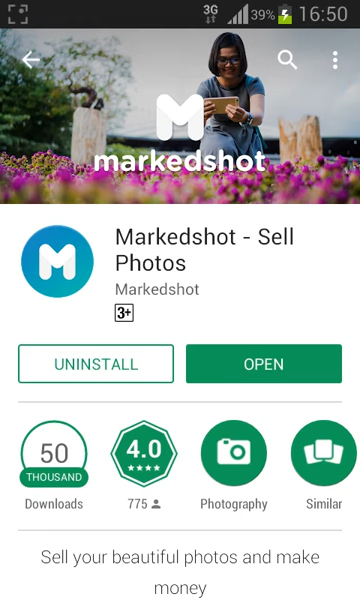 3G 39% 16:50
M
markedshot
M
Markedshot - Sell
Photos
Markedshot
3+
UNINSTALL OPEN
50
THOUSAND
4.0
Downloads 775 Photography Similar
Sell your beautiful photos and make
money